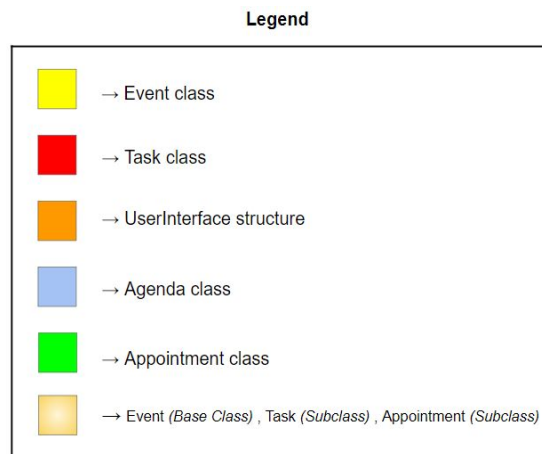 Legend
→ Event class
→ Task class
→ UserInterface structure
→ Agenda class
→ Appointment class
→ Event (Base Class) , Task (Subclass) , Appointment (Subclass)